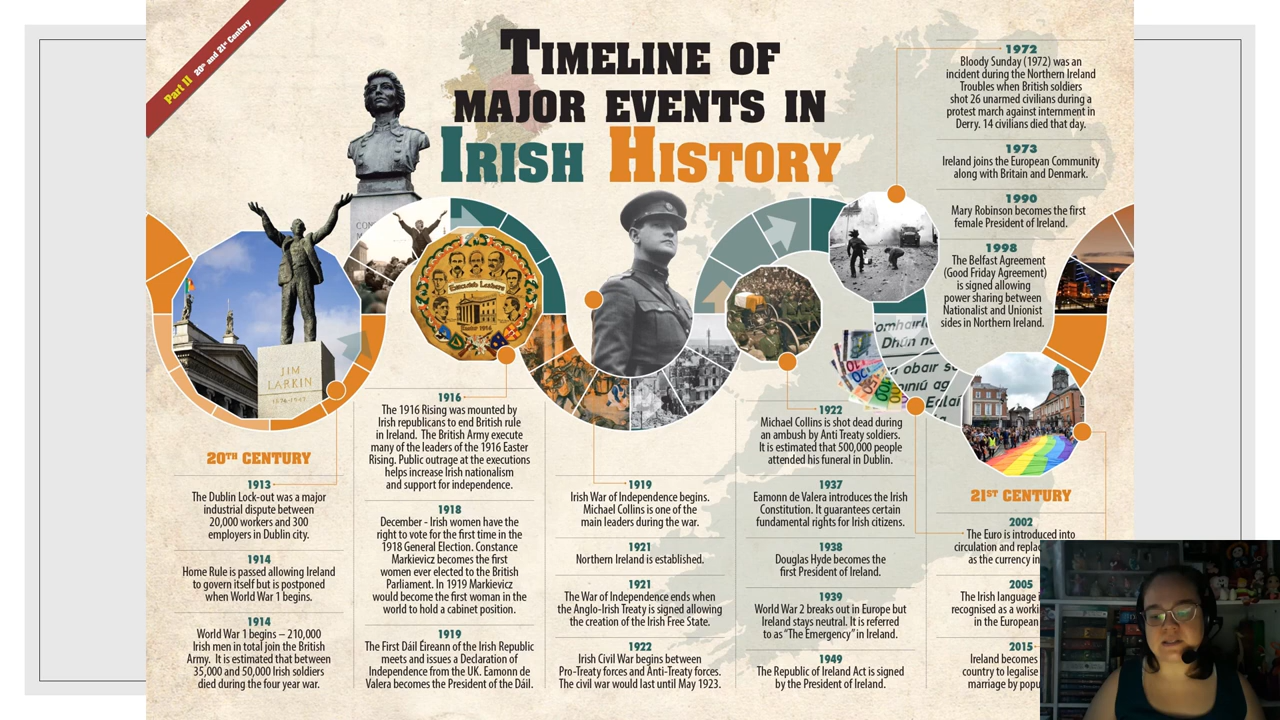 Part II 20th and 21st Century
TIMELINE OF
MAJOR EVENTS IN
IRISH HISTORY
JIM
LARKIN
1874-1947
Executed Leaders
Easter 1916
20TH CENTURY
1913
The Dublin Lock-out was a major
industrial dispute between
20,000 workers and 300
employers in Dublin city.
1914
Home Rule is passed allowing Ireland
to govern itself but is postponed
when World War 1 begins.
1914
World War 1 begins – 210,000
Irish men in total join the British
Army. It is estimated that between
35,000 and 50,000 Irish soldiers
died during the four year war.
1916
The 1916 Rising was mounted by
Irish republicans to end British rule
in Ireland. The British Army execute
many of the leaders of the 1916 Easter
Rising. Public outrage at the executions
helps increase Irish nationalism
and support for independence.
1918
December - Irish women have the
right to vote for the first time in the
1918 General Election. Constance
Markievicz becomes the first
women ever elected to the British
Parliament. In 1919 Markievicz
would become the first woman in the
world to hold a cabinet position.
1919
The First Dáil Éireann of the Irish Republic
meets and issues a Declaration of
Independence from the UK. Eamonn de
Valera becomes the President of the Dáil.
1919
Irish War of Independence begins.
Michael Collins is one of the
main leaders during the war.
1921
Northern Ireland is established.
1921
The War of Independence ends when
the Anglo-Irish Treaty is signed allowing
the creation of the Irish Free State.
1922
Irish Civil War begins between
Pro-Treaty forces and Anti-Treaty forces.
The civil war would last until May 1923.
1922
Michael Collins is shot dead during
an ambush by Anti Treaty soldiers.
It is estimated that 500,000 people
attended his funeral in Dublin.
1937
Eamonn de Valera introduces the Irish
Constitution. It guarantees certain
fundamental rights for Irish citizens.
1938
Douglas Hyde becomes the
first President of Ireland.
1939
World War 2 breaks out in Europe but
Ireland stays neutral. It is referred
to as “The Emergency” in Ireland.
1949
The Republic of Ireland Act is signed
by the President of Ireland.
1972
Bloody Sunday (1972) was an
incident during the Northern Ireland
Troubles when British soldiers
shot 26 unarmed civilians during a
protest march against internment in
Derry. 14 civilians died that day.
1973
Ireland joins the European Community
along with Britain and Denmark.
1990
Mary Robinson becomes the first
female President of Ireland.
1998
The Belfast Agreement
(Good Friday Agreement)
is signed allowing
power sharing between
Nationalist and Unionist
sides in Northern Ireland.
Dhún
obair
21ST CENTURY
2002
The Euro is introduced into
circulation and
as the currency
2005
The Irish language
recognised as a
in the European
2015
Ireland becomes
country to legalise
marriage by